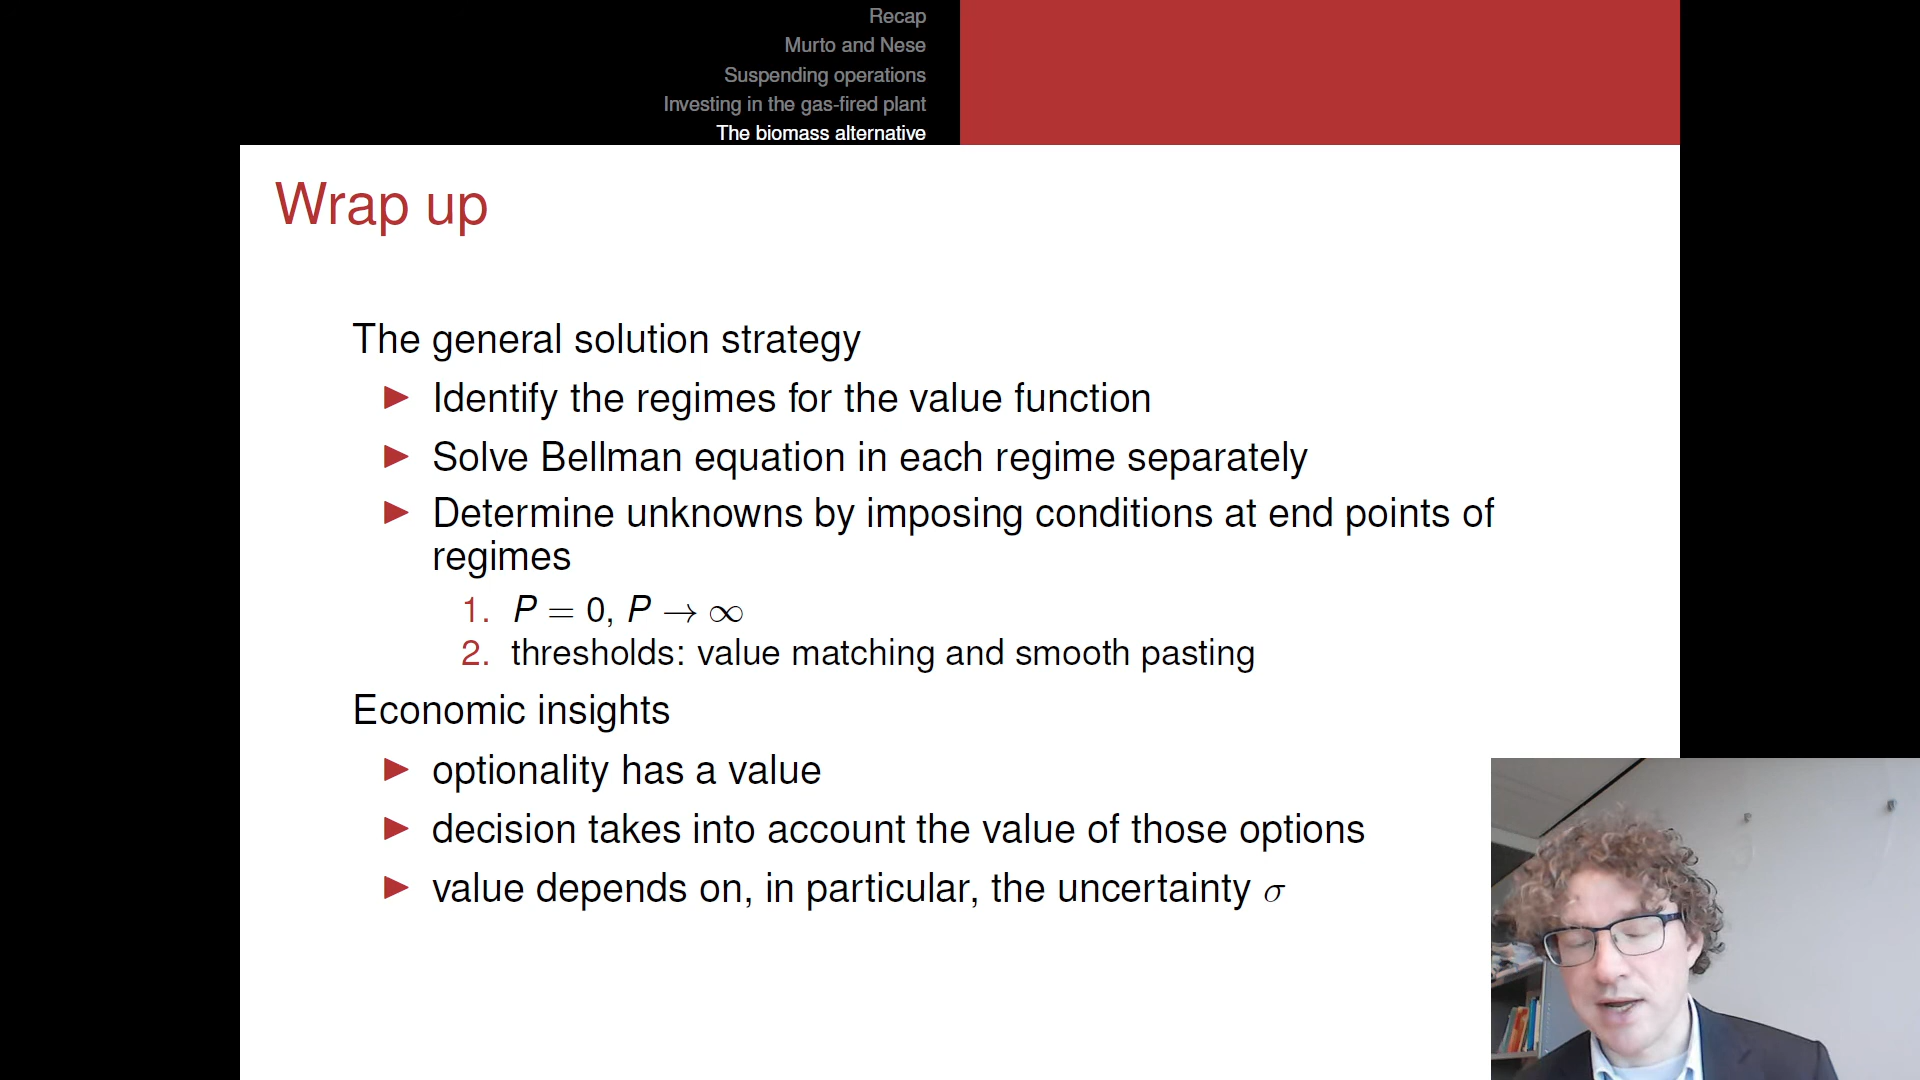 Recap
Murto and Nese
Suspending operations
Investing in the gas-fired plant
The biomass alternative
Wrap up
The general solution strategy
Identify the regimes for the value function
Solve Bellman equation in each regime separately
Determine unknowns by imposing conditions at end points of
regimes
1. P = 0, P → ∞
2. thresholds: value matching and smooth pasting
Economic insights
optionality has a value
decision takes into account the value of those options
value depends on, in particular, the uncertainty σ